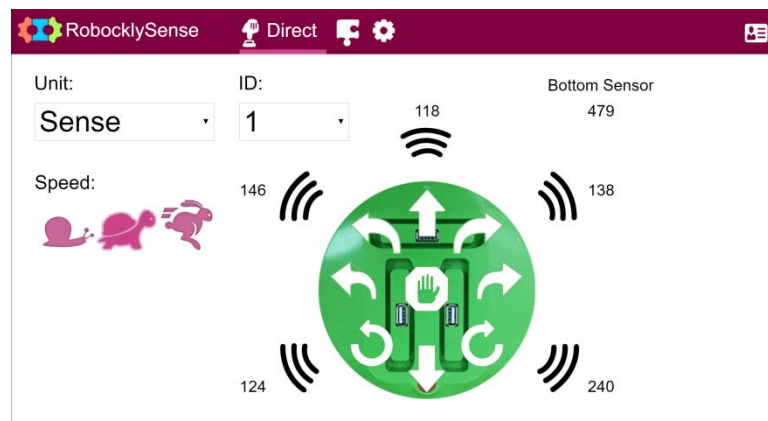 RobocklySense
Direct
Unit:
ID:
Bottom Sensor
Sense
1
118
479
Speed:
146
138
124
240